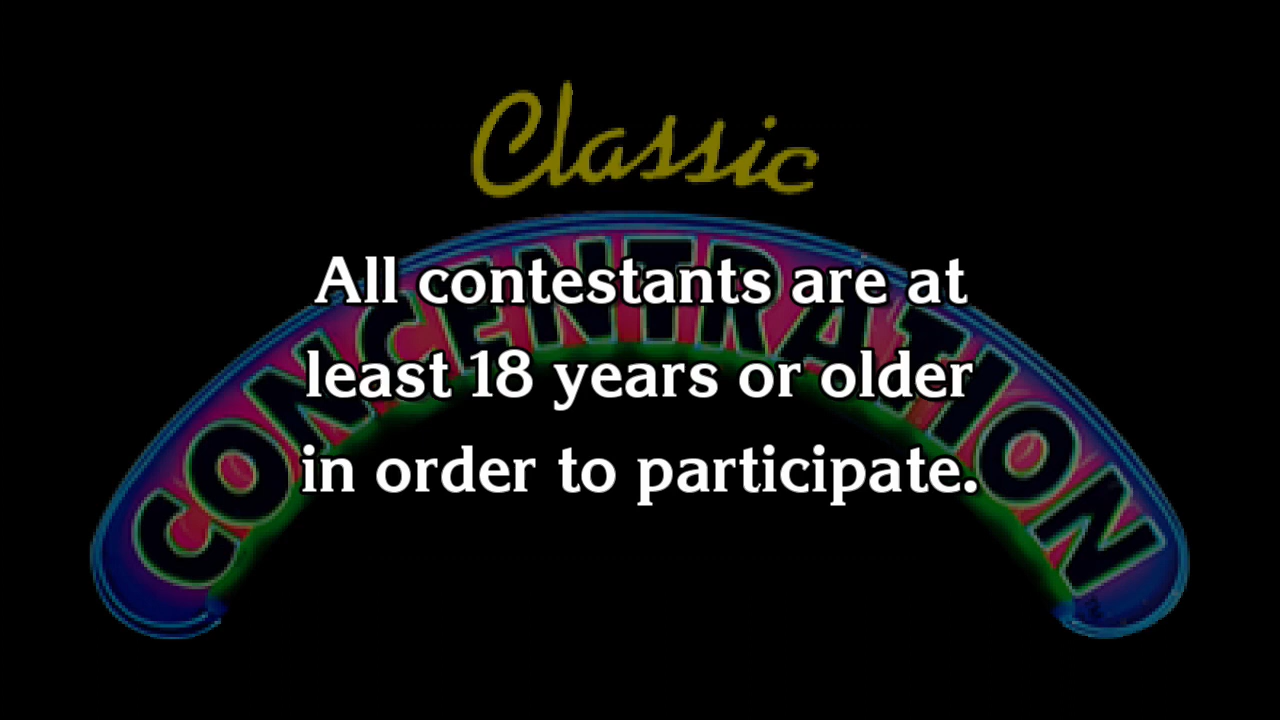 Classic
CONCENTRATION
All contestants are at
least 18 years or older
in order to participate.